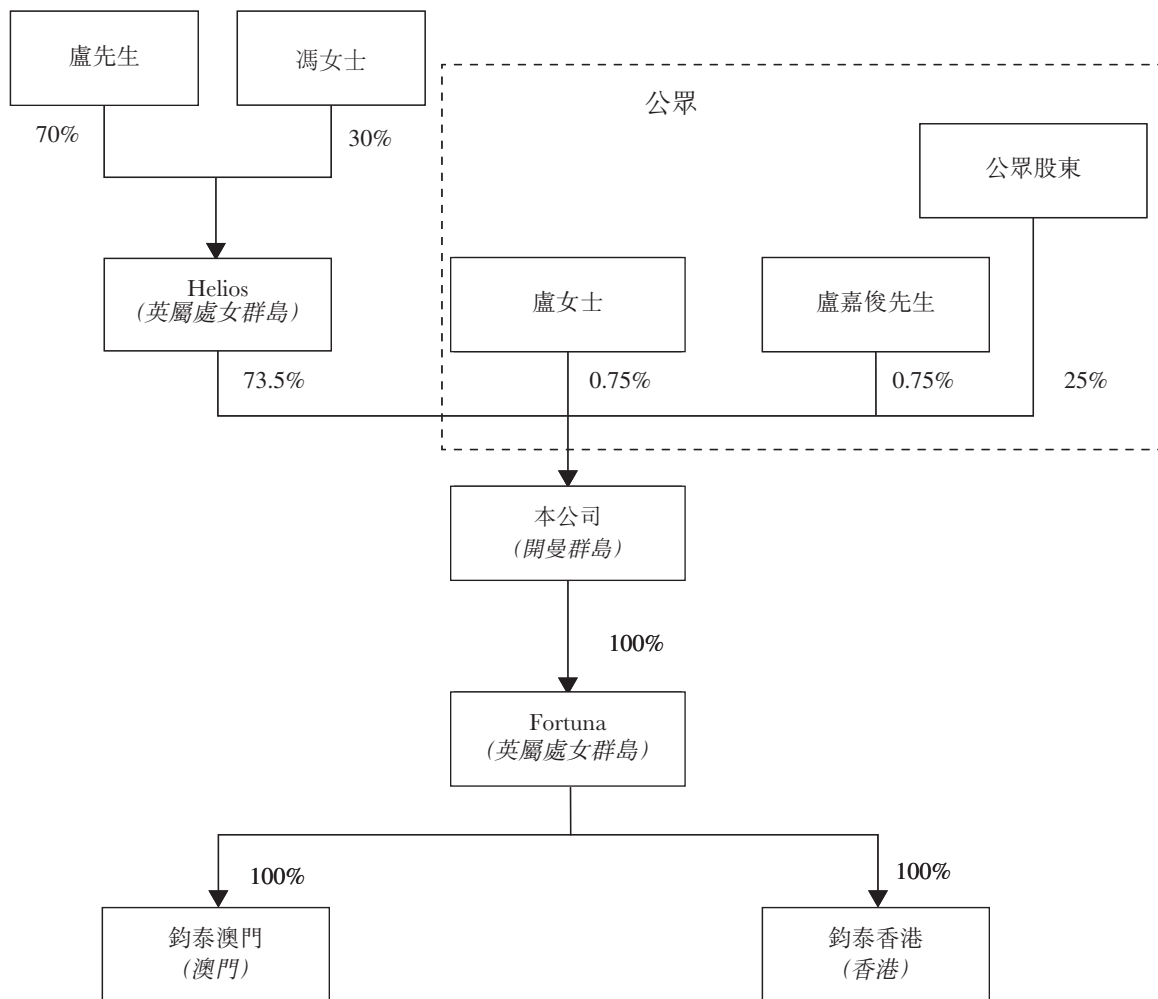 盧先生
馮女士
70%
30%
公眾
公眾股東
Helios
(英屬處女群島)
盧女士
盧嘉俊先生
73.5%
0.75%
0.75%
25%
本公司
(開曼群島)
100%
Fortuna
(英屬處女群島)
100%
100%
鈞泰澳門
(澳門)
鈞泰香港
(香港)